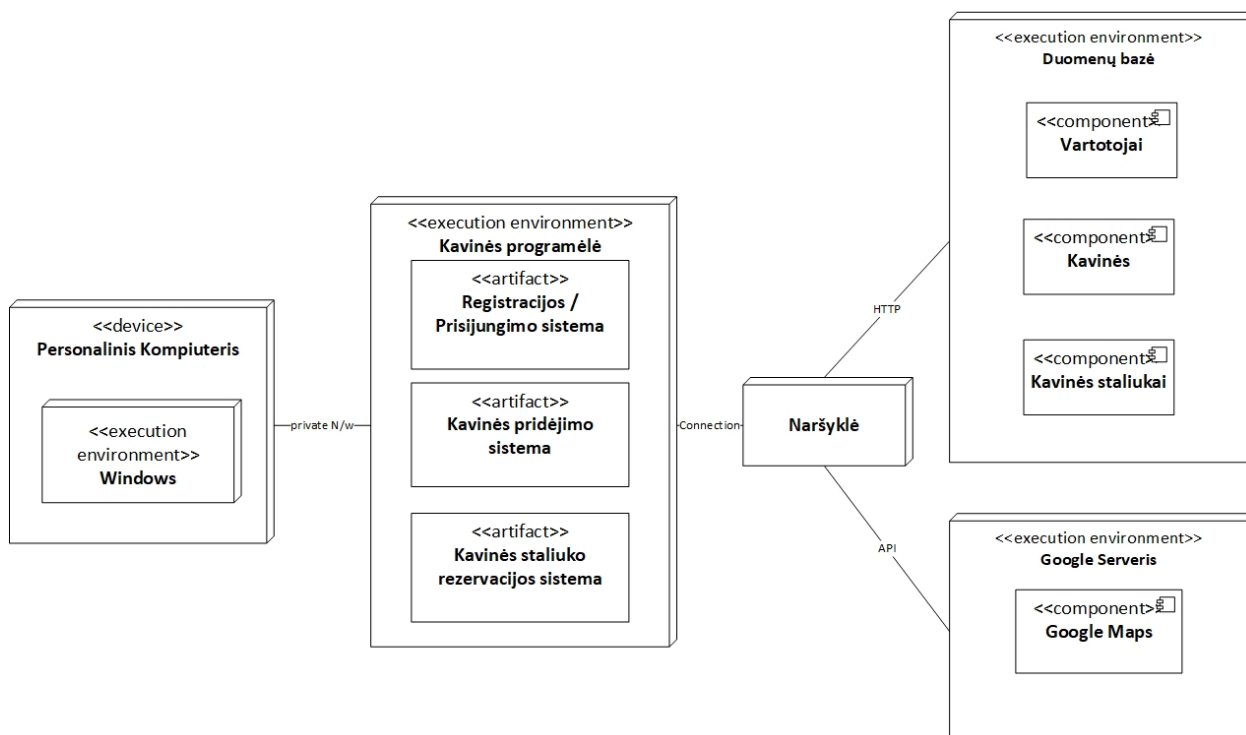 <<device>>
Personalinis Kompiuteris
<<execution
environment>>
Windows
private N/w
<<execution environment>>
Kavinės programėlė
<<artifact>>
Registracijos /
Prisijungimo sistema
<<artifact>>
Kavinės pridėjimo
sistema
<<artifact>>
Kavinės staliuko
rezervacijos sistema
Connection
Naršyklė
HTTP
API
<<execution environment>>
Duomenų bazė
<<component>>
Vartotojai
<<component>>
Kavinės
<<component>>
Kavinės staliukai
<<execution environment>>
Google Serveris
<<component>>
Google Maps